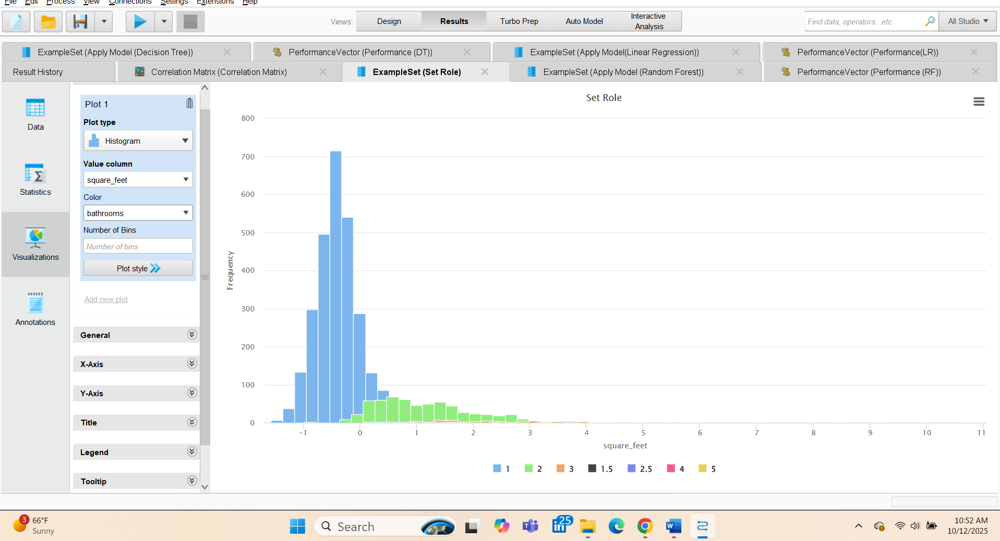 File Edit Process View Connections Settings Extensions Help
Views: Design Results Turbo Prep Auto Model Interactive Analysis Find data, operators...etc All Studio
ExampleSet (Apply Model (Decision Tree)) PerformanceVector (Performance (DT)) ExampleSet (Apply Model(Linear Regression)) PerformanceVector (Performance(LR))
Result History Correlation Matrix (Correlation Matrix) ExampleSet (Set Role) ExampleSet (Apply Model (Random Forest)) PerformanceVector (Performance (RF))
Data
Statistics
Visualizations
Annotations
Plot 1
Plot type
Histogram
Value column
square_feet
Color
bathrooms
Number of Bins
Number of bins
Plot style
Add new plot
General
X-Axis
Y-Axis
Title
Legend
Tooltip
Set Role
Frequency
800
700
600
500
400
300
200
100
0
-1 0 1 2 3 4 5 6 7 8 9 10 11
square_feet
1 2 3 1.5 2.5 4 5
3 66°F
Sunny
Search
25
10:52 AM
10/12/2025